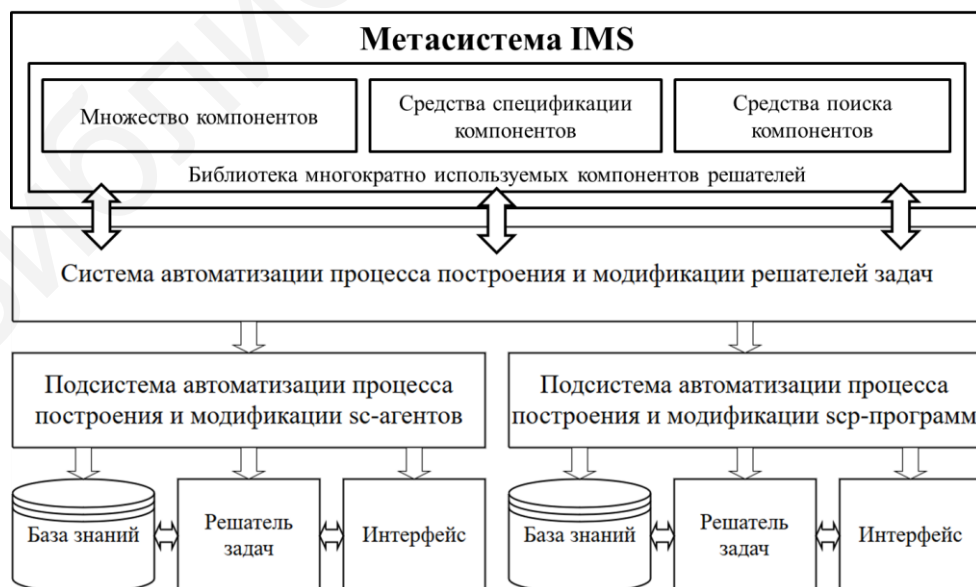 Метасистема IMS
Множество компонентов
Средства спецификации
компонентов
Средства поиска
компонентов
Библиотека многократно используемых компонентов решателей
Система автоматизации процесса построения и модификации решателей задач
Подсистема автоматизации процесса
построения и модификации sc-агентов
Подсистема автоматизации процесса
построения и модификации scp-программ
База знаний
Решатель
задач
Интерфейс
База знаний
Решатель
задач
Интерфейс